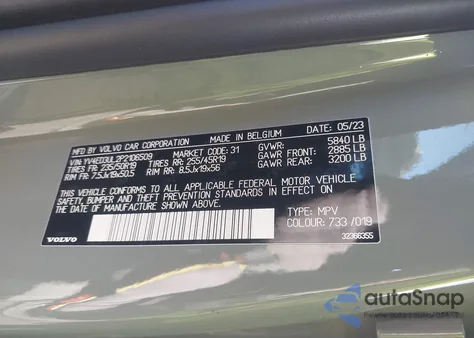 MFD BY VOLVO CAR CORPORATION MADE IN BELGIUM DATE: 05/23
VIN: YV4ED3UL2P2106509 MARKET CODE: 31 GVWR: 5840 LB
TIRES FR: 235/50R19 TIRES RR: 255/45R19 GAWR FRONT: 2885 LB
RIM FR: 7.5Jx19x50.5 RIM RR: 8.5Jx19x56 GAWR REAR: 3200 LB
THIS VEHICLE CONFORMS TO ALL APPLICABLE FEDERAL MOTOR VEHICLE
SAFETY, BUMPER, AND THEFT PREVENTION STANDARDS IN EFFECT ON
THE DATE OF MANUFACTURE SHOWN ABOVE.
TYPE: MPV
COLOUR: 733 /019
VOLVO 32366355
autoSnap